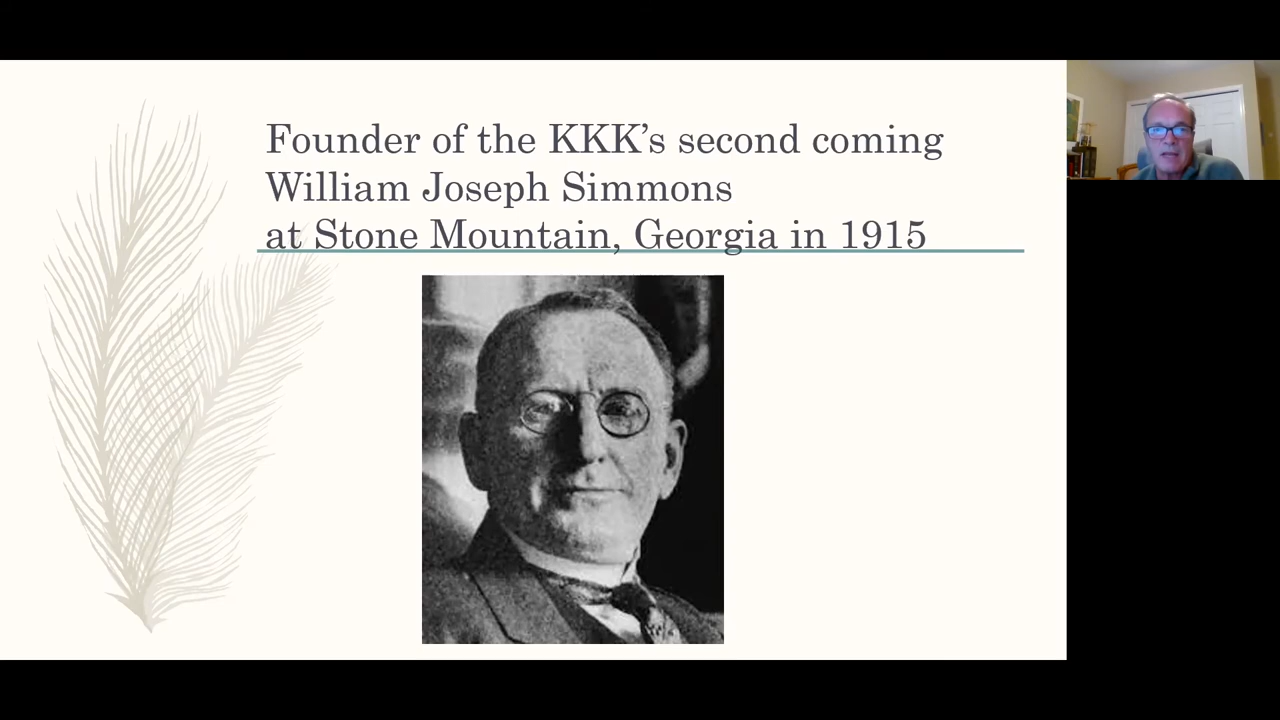 Founder of the KKK’s second coming
William Joseph Simmons
at Stone Mountain, Georgia in 1915